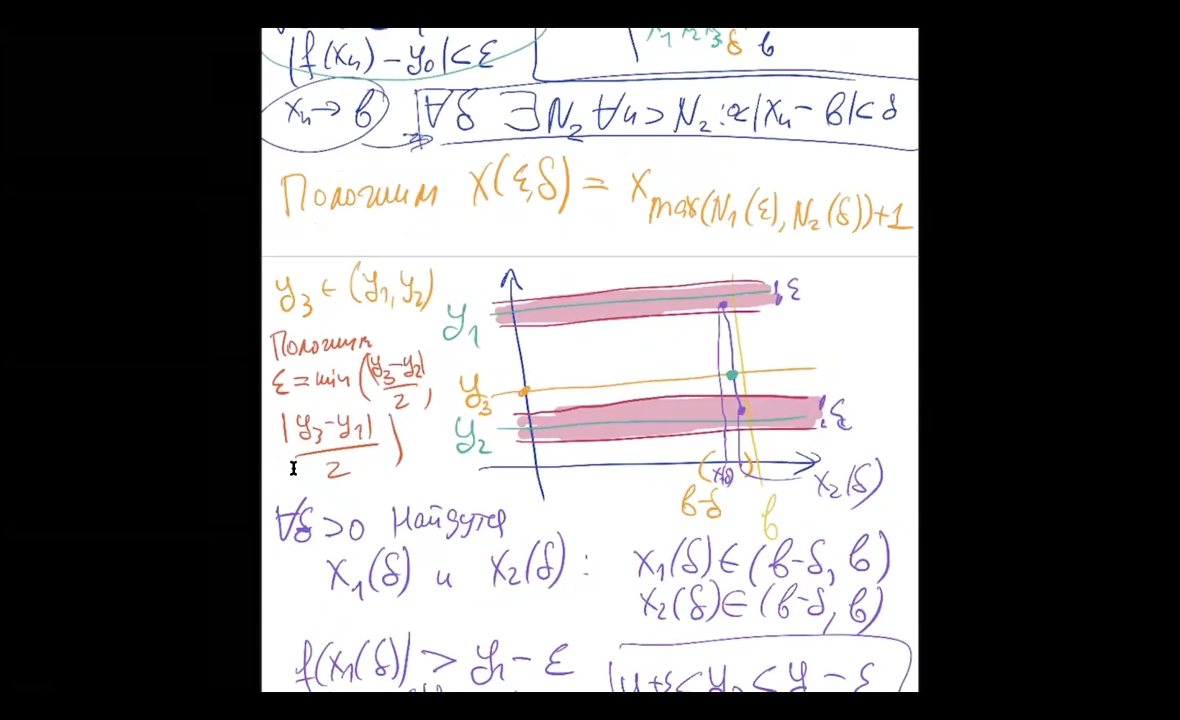 |f(xₙ) - y₀| < ε
δ в
xₙ → в ∀δ ∃N₂ ∀n > N₂ : |xₙ - в| < δ
Положим x(ε,δ) = x_max(N₁(ε), N₂(δ))+1
y₃ ∈ (y₁, y₂)
Положим
ε = min (|y₃-y₂|/2,
|y₃-y₁|/2)
y₁ ε
y₃
y₂ ε
x₂(δ)
в-δ в
∀δ > 0 Найдутся
x₁(δ) и x₂(δ) : x₁(δ) ∈ (в-δ, в)
x₂(δ) ∈ (в-δ, в)
f(x₁(δ)) > y₁ - ε